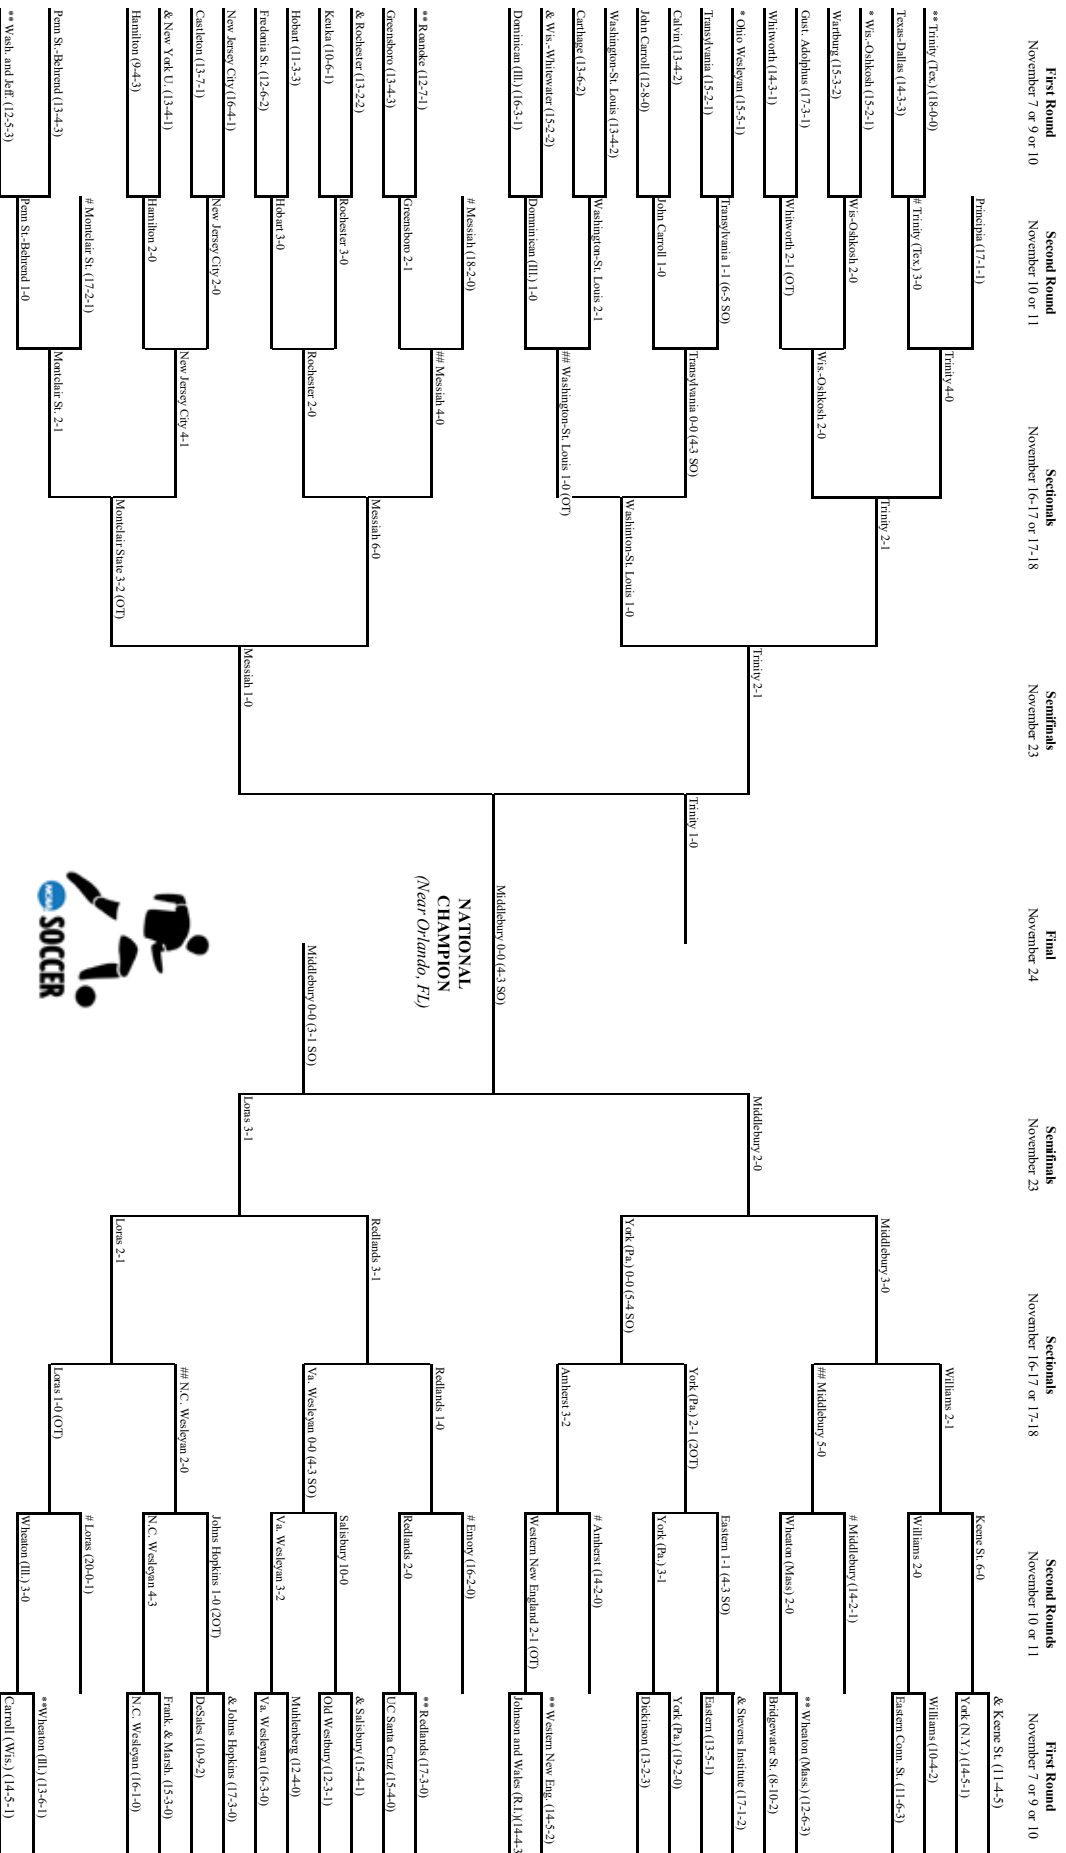 First Round
November 7 or 9 or 10
Second Round
November 10 or 11
Sectionals
November 16-17 or 17-18
Semifinals
November 23
Final
November 24
Semifinals
November 23
Sectionals
November 16-17 or 17-18
Second Rounds
November 10 or 11
First Round
November 7 or 9 or 10
** Trinity (Tex.) (18-0-0)
Texas-Dallas (14-3-3)
* Wis.-Oshkosh (15-2-1)
Wartburg (15-3-2)
Gust. Adolphus (17-3-1)
Whitworth (14-3-1)
* Ohio Wesleyan (15-5-1)
Transylvania (15-2-1)
Calvin (13-4-2)
John Carroll (12-8-0)
Washington-St. Louis (13-4-2)
Carthage (13-6-2)
& Wis.-Whitewater (15-2-2)
Dominican (Ill.) (16-3-1)
** Roanoke (12-7-1)
Greensboro (13-4-3)
& Rochester (13-2-2)
Keuka (10-6-1)
Hobart (11-3-3)
Fredonia St. (12-6-2)
New Jersey City (16-4-1)
Castleton (13-7-1)
& New York U. (13-4-1)
Hamilton (9-4-3)
Penn St.-Behrend (13-4-3)
** Wash. and Jeff. (12-5-3)
Principia (17-1-1)
# Trinity (Tex.) 3-0
Wis-Oshkosh 2-0
Whitworth 2-1 (OT)
Transylvania 1-1 (6-5 SO)
John Carroll 1-0
Washington-St. Louis 2-1
Dominican (Ill.) 1-0
# Messiah (18-2-0)
Greensboro 2-1
Rochester 3-0
Hobart 3-0
New Jersey City 2-0
Hamilton 2-0
# Montclair St. (17-2-1)
Penn St.-Behrend 1-0
Trinity 4-0
Wis.-Oshkosh 2-0
Transylvania 0-0 (4-3 SO)
## Washington-St. Louis 1-0 (OT)
## Messiah 4-0
Rochester 2-0
New Jersey City 4-1
Montclair St. 2-1
Trinity 2-1
Washinton-St. Louis 1-0
Messiah 6-0
Montclair State 3-2 (OT)
Trinity 2-1
Messiah 1-0
Trinity 1-0
Middlebury 0-0 (4-3 SO)
NATIONAL
CHAMPION
(Near Orlando, FL)
Middlebury 0-0 (3-1 SO)
NCAA
SOCCER
Middlebury 2-0
Loras 3-1
Middlebury 3-0
York (Pa.) 0-0 (5-4 SO)
Redlands 3-1
Loras 2-1
Williams 2-1
## Middlebury 5-0
York (Pa.) 2-1 (2OT)
Amherst 3-2
Redlands 1-0
Va. Wesleyan 0-0 (4-3 SO)
## N.C. Wesleyan 2-0
Loras 1-0 (OT)
Keene St. 6-0
Williams 2-0
# Middlebury (14-2-1)
Wheaton (Mass) 2-0
Eastern 1-1 (4-3 SO)
York (Pa.) 3-1
# Amherst (14-2-0)
Western New England 2-1 (OT)
# Emory (16-2-0)
Redlands 2-0
Salisbury 10-0
Va. Wesleyan 3-2
Johns Hopkins 1-0 (2OT)
N.C. Wesleyan 4-3
# Loras (20-0-1)
Wheaton (Ill.) 3-0
& Keene St. (11-4-5)
York (N.Y.) (14-5-1)
Williams (10-4-2)
Eastern Conn. St. (11-6-3)
** Wheaton (Mass.) (12-6-3)
Bridgewater St. (8-10-2)
& Stevens Institute (17-1-2)
Eastern (13-5-1)
York (Pa.) (19-2-0)
Dickinson (13-2-3)
** Western New Eng. (14-5-2)
Johnson and Wales (R.I.)(14-4-3
** Redlands (17-3-0)
UC Santa Cruz (15-4-0)
& Salisbury (15-4-1)
Old Westbury (12-3-1)
Muhlenberg (12-4-0)
Va. Wesleyan (16-3-0)
& Johns Hopkins (17-3-0)
DeSales (10-9-2)
Frank. & Marsh. (15-3-0)
N.C. Wesleyan (16-1-0)
**Wheaton (Ill.) (13-6-1)
Carroll (Wis.) (14-5-1)